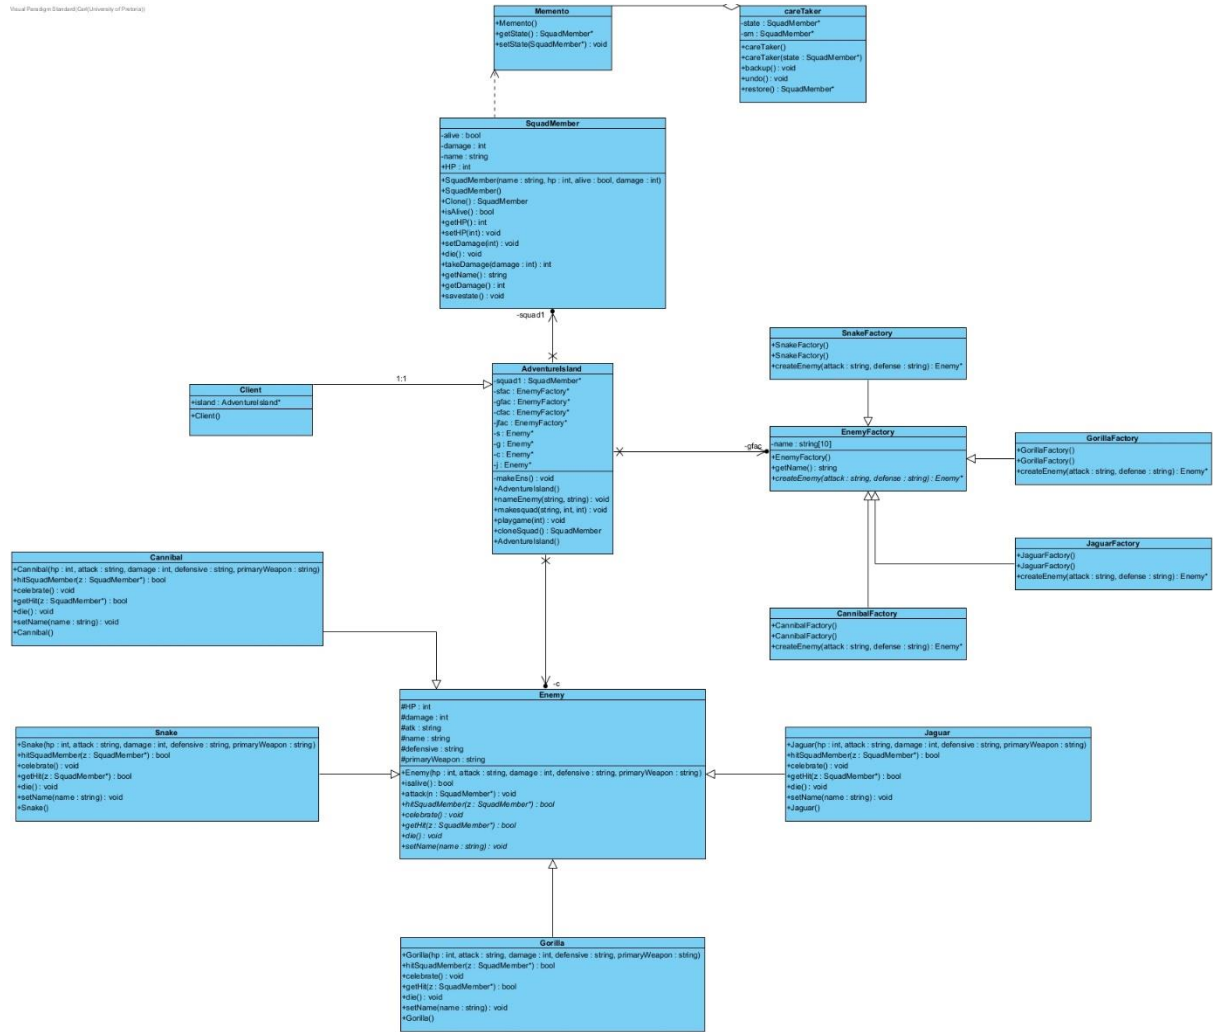 Visual Paradigm Standard(Carl(University of Pretoria))
Memento
+Memento()
+getState() : SquadMember*
+setState(SquadMember*) : void
careTaker
-state : SquadMember*
-sm : SquadMember*
+careTaker()
+careTaker(state : SquadMember*)
+backup() : void
+undo() : void
+restore() : SquadMember*
SquadMember
-alive : bool
-damage : int
-name : string
+HP : int
+SquadMember(name : string, hp : int, alive : bool, damage : int)
+SquadMember()
+Clone() : SquadMember
+isAlive() : bool
+getHP() : int
+setHP(int) : void
+setDamage(int) : void
+die() : void
+takeDamage(damage : int) : int
+getName() : string
+getDamage() : int
+savestate() : void
-squad1
SnakeFactory
+SnakeFactory()
+SnakeFactory()
+createEnemy(attack : string, defense : string) : Enemy*
AdventureIsland
-squad1 : SquadMember*
-sfac : EnemyFactory*
-gfac : EnemyFactory*
-cfac : EnemyFactory*
-jfac : EnemyFactory*
-s : Enemy*
-g : Enemy*
-c : Enemy*
-j : Enemy*
-makeEns() : void
+AdventureIsland()
+nameEnemy(string, string) : void
+makesquad(string, int, int) : void
+playgame(int) : void
+cloneSquad() : SquadMember
+AdventureIsland()
1:1
Client
+island : AdventureIsland*
+Client()
-gfac
EnemyFactory
-name : string[10]
+EnemyFactory()
+getName() : string
+createEnemy(attack : string, defense : string) : Enemy*
GorillaFactory
+GorillaFactory()
+GorillaFactory()
+createEnemy(attack : string, defense : string) : Enemy*
JaguarFactory
+JaguarFactory()
+JaguarFactory()
+createEnemy(attack : string, defense : string) : Enemy*
Cannibal
+Cannibal(hp : int, attack : string, damage : int, defensive : string, primaryWeapon : string)
+hitSquadMember(z : SquadMember*) : bool
+celebrate() : void
+getHit(z : SquadMember*) : bool
+die() : void
+setName(name : string) : void
+Cannibal()
CannibalFactory
+CannibalFactory()
+CannibalFactory()
+createEnemy(attack : string, defense : string) : Enemy*
-c
Enemy
#HP : int
#damage : int
#atk : string
#name : string
#defensive : string
#primaryWeapon : string
+Enemy(hp : int, attack : string, damage : int, defensive : string, primaryWeapon : string)
+isalive() : bool
+attack(n : SquadMember*) : void
+hitSquadMember(z : SquadMember*) : bool
+celebrate() : void
+getHit(z : SquadMember*) : bool
+die() : void
+setName(name : string) : void
Snake
+Snake(hp : int, attack : string, damage : int, defensive : string, primaryWeapon : string)
+hitSquadMember(z : SquadMember*) : bool
+celebrate() : void
+getHit(z : SquadMember*) : bool
+die() : void
+setName(name : string) : void
+Snake()
Jaguar
+Jaguar(hp : int, attack : string, damage : int, defensive : string, primaryWeapon : string)
+hitSquadMember(z : SquadMember*) : bool
+celebrate() : void
+getHit(z : SquadMember*) : bool
+die() : void
+setName(name : string) : void
+Jaguar()
Gorilla
+Gorilla(hp : int, attack : string, damage : int, defensive : string, primaryWeapon : string)
+hitSquadMember(z : SquadMember*) : bool
+celebrate() : void
+getHit(z : SquadMember*) : bool
+die() : void
+setName(name : string) : void
+Gorilla()